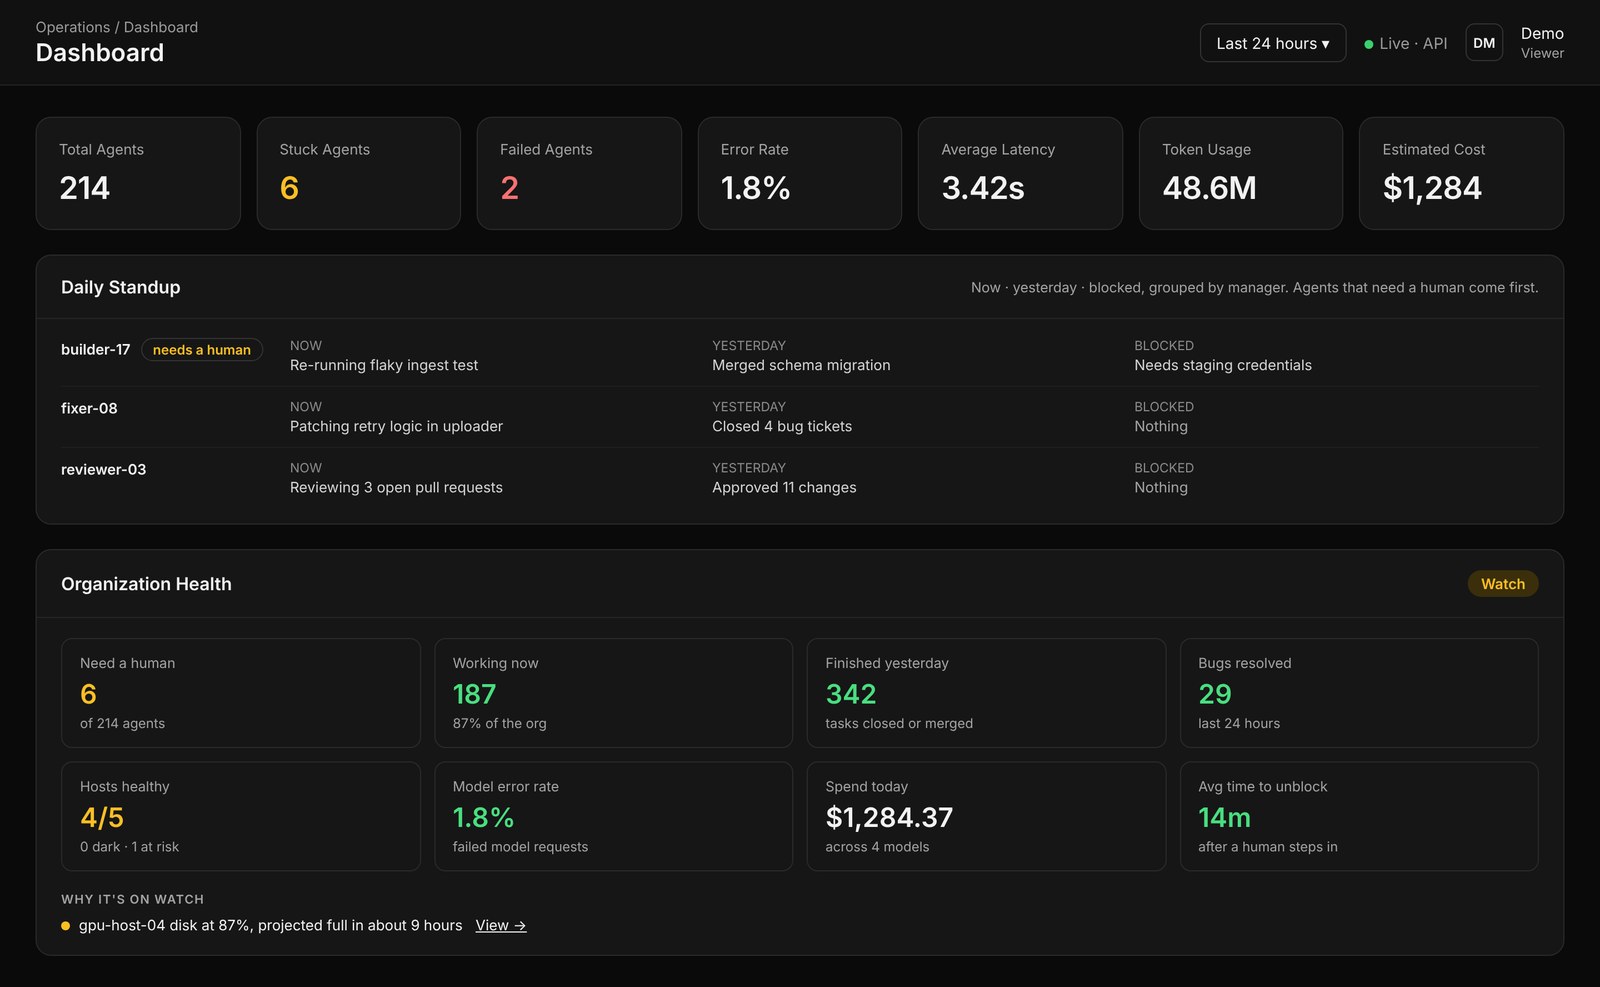 Operations / Dashboard
Dashboard
Last 24 hours ▾
Live · API
DM
Demo
Viewer
Total Agents
214
Stuck Agents
6
Failed Agents
2
Error Rate
1.8%
Average Latency
3.42s
Token Usage
48.6M
Estimated Cost
$1,284
Daily Standup
Now · yesterday · blocked, grouped by manager. Agents that need a human come first.
builder-17
needs a human
NOW
Re-running flaky ingest test
YESTERDAY
Merged schema migration
BLOCKED
Needs staging credentials
fixer-08
NOW
Patching retry logic in uploader
YESTERDAY
Closed 4 bug tickets
BLOCKED
Nothing
reviewer-03
NOW
Reviewing 3 open pull requests
YESTERDAY
Approved 11 changes
BLOCKED
Nothing
Organization Health
Watch
Need a human
6
of 214 agents
Working now
187
87% of the org
Finished yesterday
342
tasks closed or merged
Bugs resolved
29
last 24 hours
Hosts healthy
4/5
0 dark · 1 at risk
Model error rate
1.8%
failed model requests
Spend today
$1,284.37
across 4 models
Avg time to unblock
14m
after a human steps in
WHY IT'S ON WATCH
gpu-host-04 disk at 87%, projected full in about 9 hours
View →